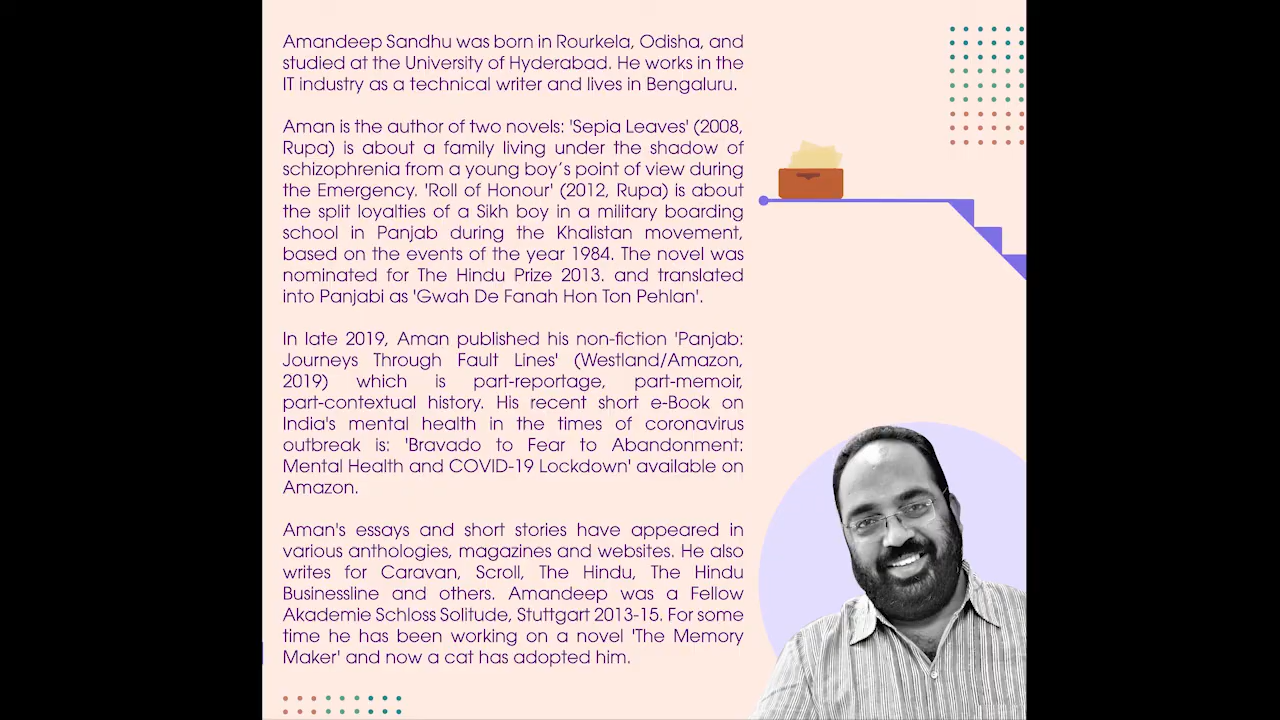 Amandeep Sandhu was born in Rourkela, Odisha, and
studied at the University of Hyderabad. He works in the
IT industry as a technical writer and lives in Bengaluru.
Aman is the author of two novels: 'Sepia Leaves' (2008,
Rupa) is about a family living under the shadow of
schizophrenia from a young boy’s point of view during
the Emergency. 'Roll of Honour' (2012, Rupa) is about
the split loyalties of a Sikh boy in a military boarding
school in Panjab during the Khalistan movement,
based on the events of the year 1984. The novel was
nominated for The Hindu Prize 2013. and translated
into Panjabi as 'Gwah De Fanah Hon Ton Pehlan'.
In late 2019, Aman published his non-fiction 'Panjab:
Journeys Through Fault Lines' (Westland/Amazon,
2019) which is part-reportage, part-memoir,
part-contextual history. His recent short e-Book on
India's mental health in the times of coronavirus
outbreak is: 'Bravado to Fear to Abandonment:
Mental Health and COVID-19 Lockdown' available on
Amazon.
Aman's essays and short stories have appeared in
various anthologies, magazines and websites. He also
writes for Caravan, Scroll, The Hindu, The Hindu
Businessline and others. Amandeep was a Fellow
Akademie Schloss Solitude, Stuttgart 2013-15. For some
time he has been working on a novel 'The Memory
Maker' and now a cat has adopted him.